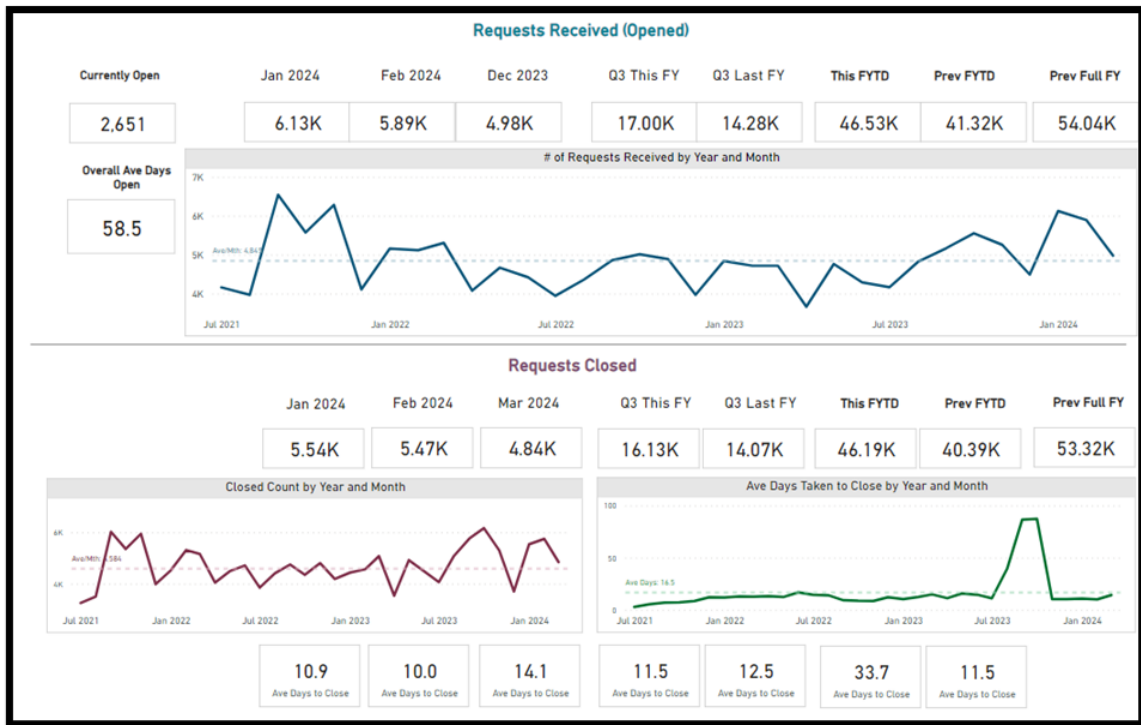 Requests Received (Opened)
Currently Open
Jan 2024 Feb 2024 Dec 2023 Q3 This FY Q3 Last FY This FYTD Prev FYTD Prev Full FY
2,651
6.13K 5.89K 4.98K 17.00K 14.28K 46.53K 41.32K 54.04K
Overall Ave Days
Open
58.5
# of Requests Received by Year and Month
7K
6K
5K
4K
Ave/Mth:
Jul 2021 Jan 2022 Jul 2022 Jan 2023 Jul 2023 Jan 2024
Requests Closed
Jan 2024 Feb 2024 Mar 2024 Q3 This FY Q3 Last FY This FYTD Prev FYTD Prev Full FY
5.54K 5.47K 4.84K 16.13K 14.07K 46.19K 40.39K 53.32K
Closed Count by Year and Month
6K
Ave/Mth:
4K
Jul 2021 Jan 2022 Jul 2022 Jan 2023 Jul 2023 Jan 2024
Ave Days Taken to Close by Year and Month
100
50
Ave Days: 16.5
0
Jul 2021 Jan 2022 Jul 2022 Jan 2023 Jul 2023 Jan 2024
10.9 10.0 14.1 11.5 12.5 33.7 11.5
Ave Days to Close Ave Days to Close Ave Days to Close Ave Days to Close Ave Days to Close Ave Days to Close Ave Days to Close